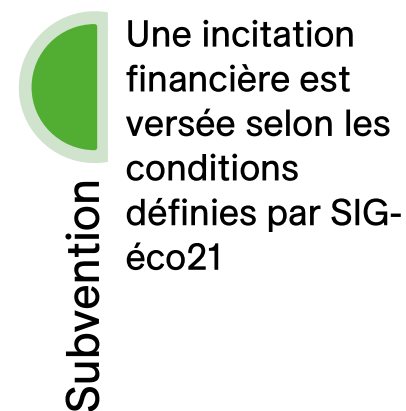 Une incitation
financière est
versée selon les
conditions
définies par SIG-
éco21
Subvention